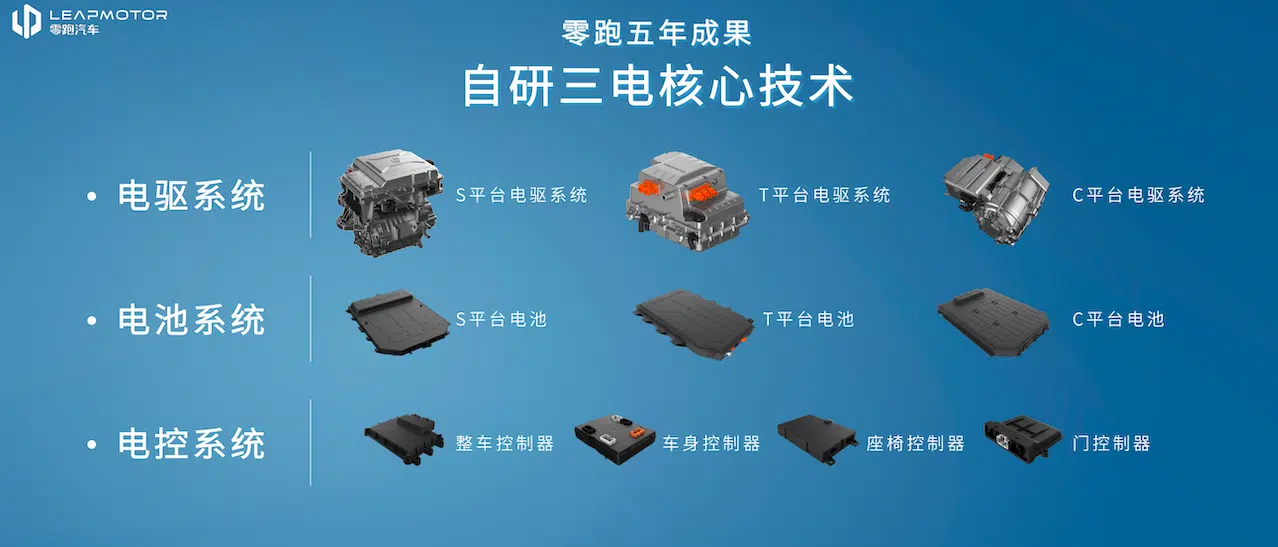 LEAPMOTOR
零跑汽车
零跑五年成果
自研三电核心技术
• 电驱系统
S平台电驱系统
T平台电驱系统
C平台电驱系统
• 电池系统
S平台电池
T平台电池
C平台电池
• 电控系统
整车控制器
车身控制器
座椅控制器
门控制器